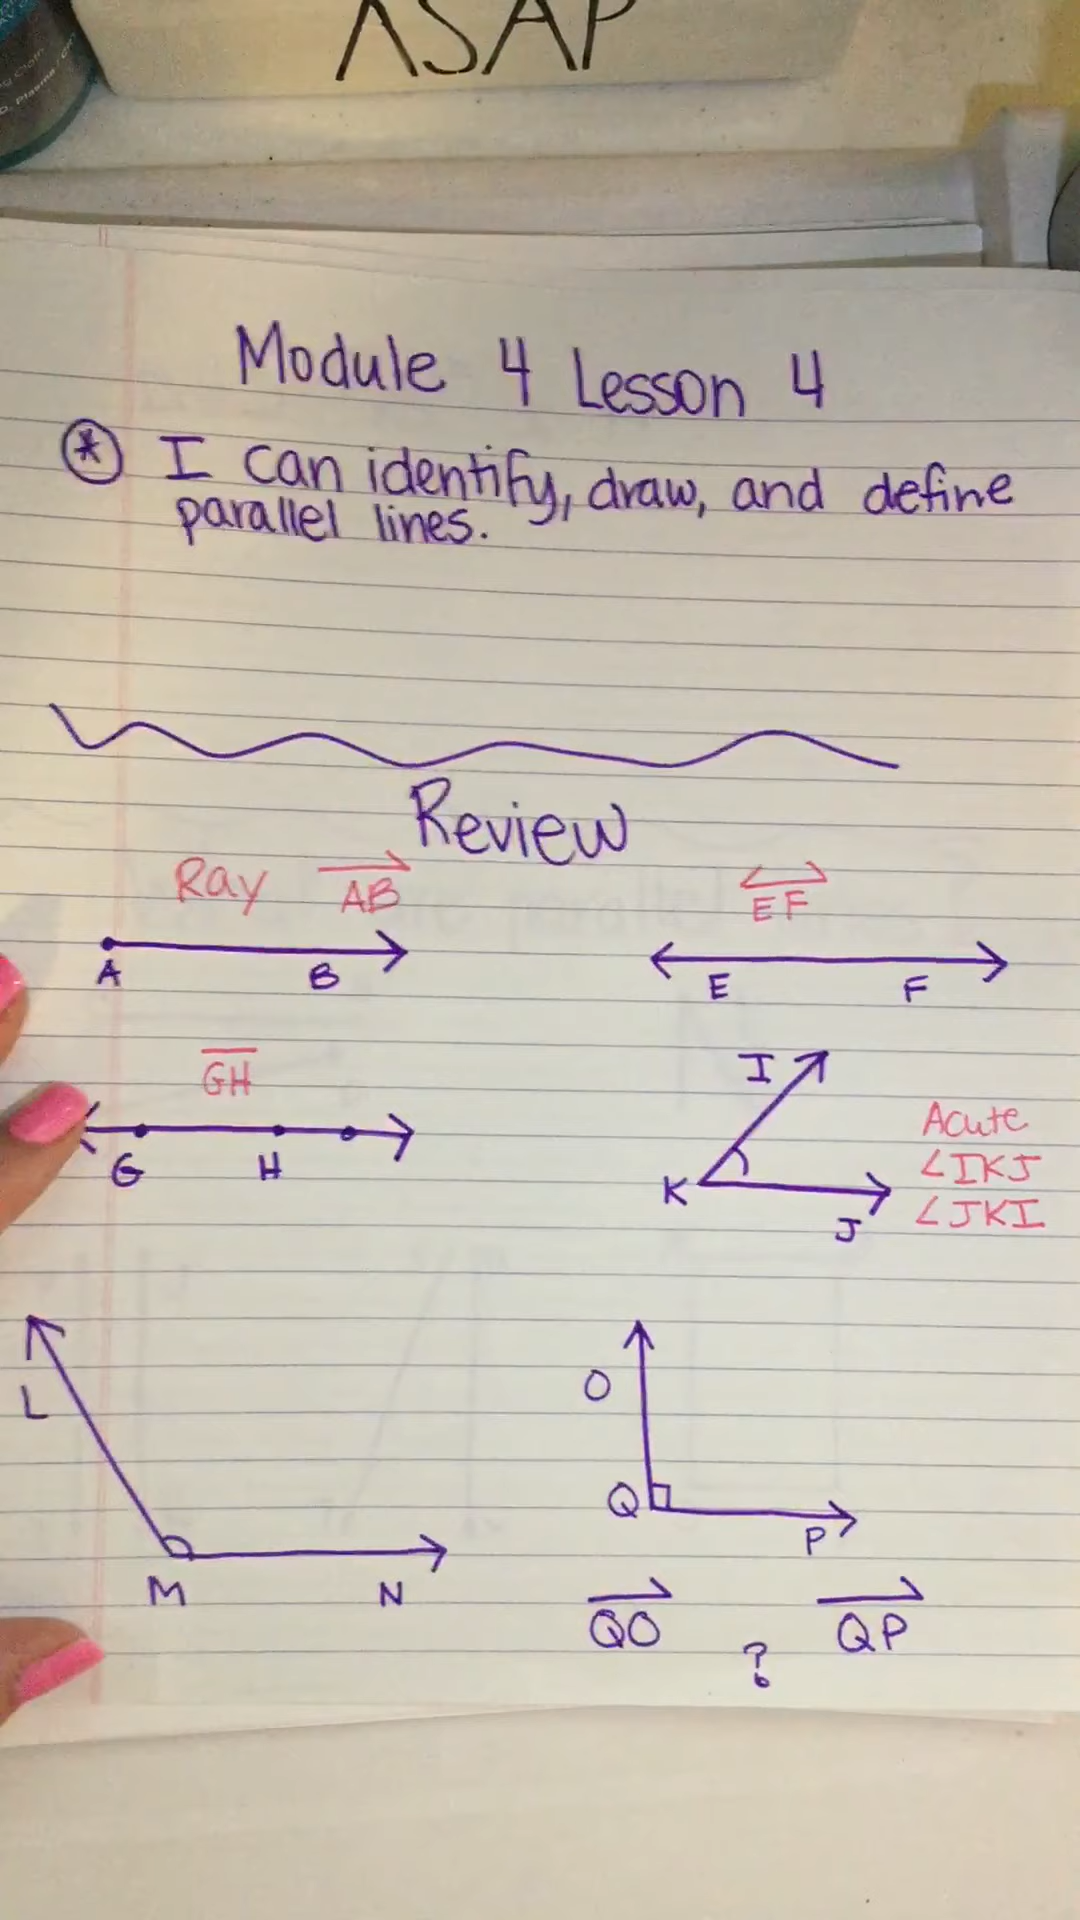 ASAP
Module 4 Lesson 4
* I can identify, draw, and define
parallel lines.
Review
Ray AB
EF
A B
E F
GH
G H
I
K
J
Acute
∠IKJ
∠JKI
L
M N
O
Q
P
QO ? QP